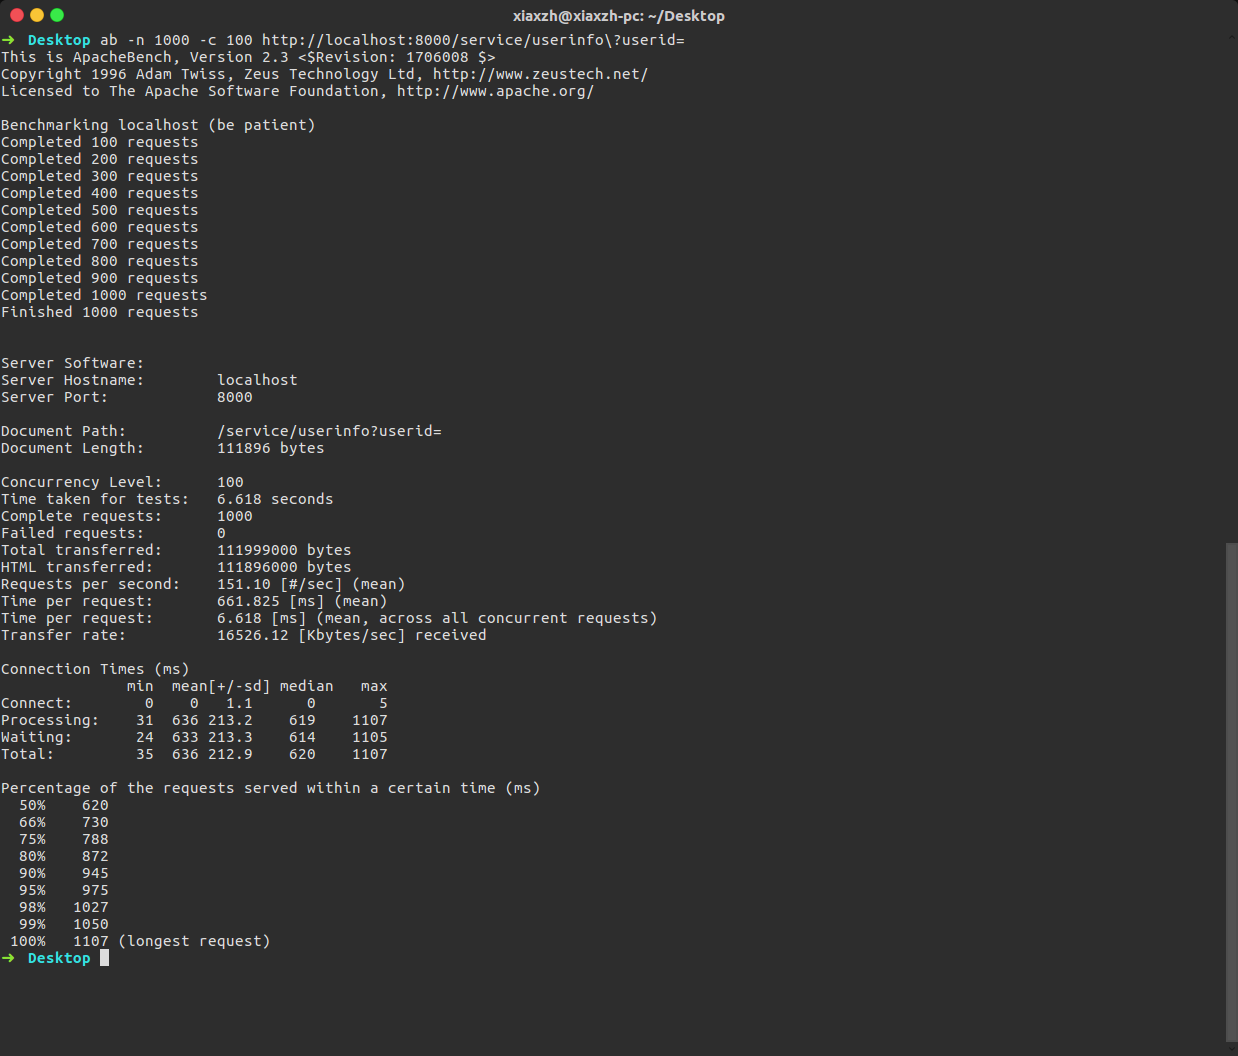 xiaxzh@xiaxzh-pc: ~/Desktop
➜  Desktop ab -n 1000 -c 100 http://localhost:8000/service/userinfo\?userid=
This is ApacheBench, Version 2.3 <$Revision: 1706008 $>
Copyright 1996 Adam Twiss, Zeus Technology Ltd, http://www.zeustech.net/
Licensed to The Apache Software Foundation, http://www.apache.org/

Benchmarking localhost (be patient)
Completed 100 requests
Completed 200 requests
Completed 300 requests
Completed 400 requests
Completed 500 requests
Completed 600 requests
Completed 700 requests
Completed 800 requests
Completed 900 requests
Completed 1000 requests
Finished 1000 requests


Server Software:
Server Hostname:        localhost
Server Port:            8000

Document Path:          /service/userinfo?userid=
Document Length:        111896 bytes

Concurrency Level:      100
Time taken for tests:   6.618 seconds
Complete requests:      1000
Failed requests:        0
Total transferred:      111999000 bytes
HTML transferred:       111896000 bytes
Requests per second:    151.10 [#/sec] (mean)
Time per request:       661.825 [ms] (mean)
Time per request:       6.618 [ms] (mean, across all concurrent requests)
Transfer rate:          16526.12 [Kbytes/sec] received

Connection Times (ms)
              min  mean[+/-sd] median   max
Connect:        0    0   1.1      0       5
Processing:    31  636 213.2    619    1107
Waiting:       24  633 213.3    614    1105
Total:         35  636 212.9    620    1107

Percentage of the requests served within a certain time (ms)
  50%    620
  66%    730
  75%    788
  80%    872
  90%    945
  95%    975
  98%   1027
  99%   1050
 100%   1107 (longest request)
➜  Desktop